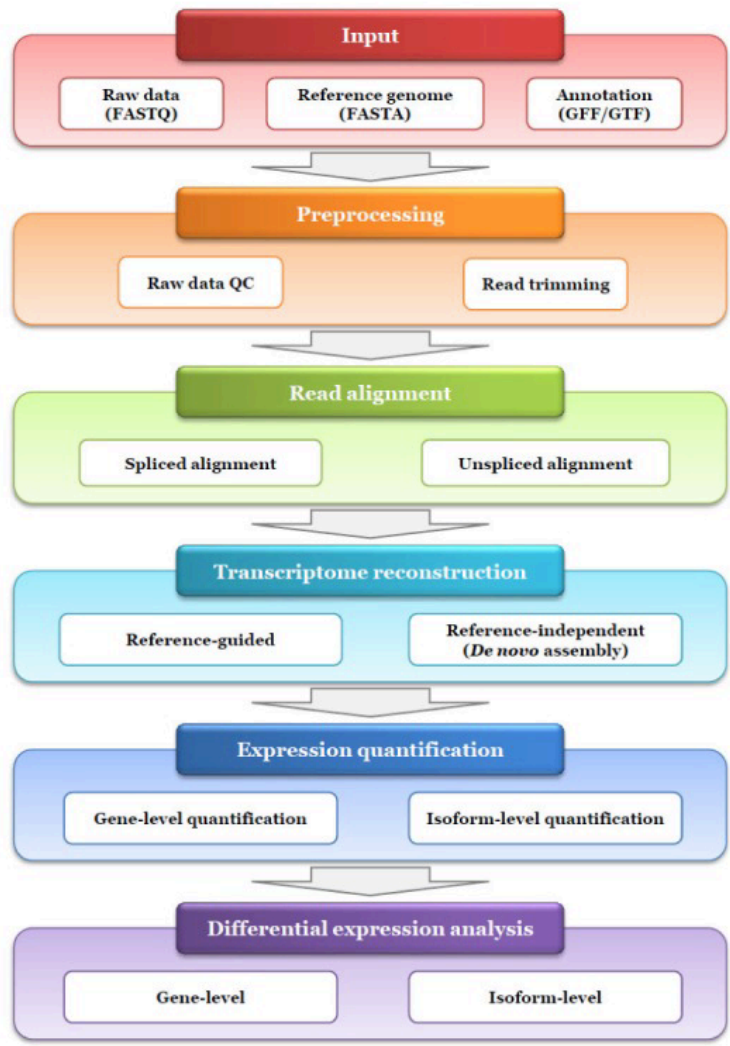 Input
Raw data
(FASTQ)
Reference genome
(FASTA)
Annotation
(GFF/GTF)
Preprocessing
Raw data QC
Read trimming
Read alignment
Spliced alignment
Unspliced alignment
Transcriptome reconstruction
Reference-guided
Reference-independent
(De novo assembly)
Expression quantification
Gene-level quantification
Isoform-level quantification
Differential expression analysis
Gene-level
Isoform-level